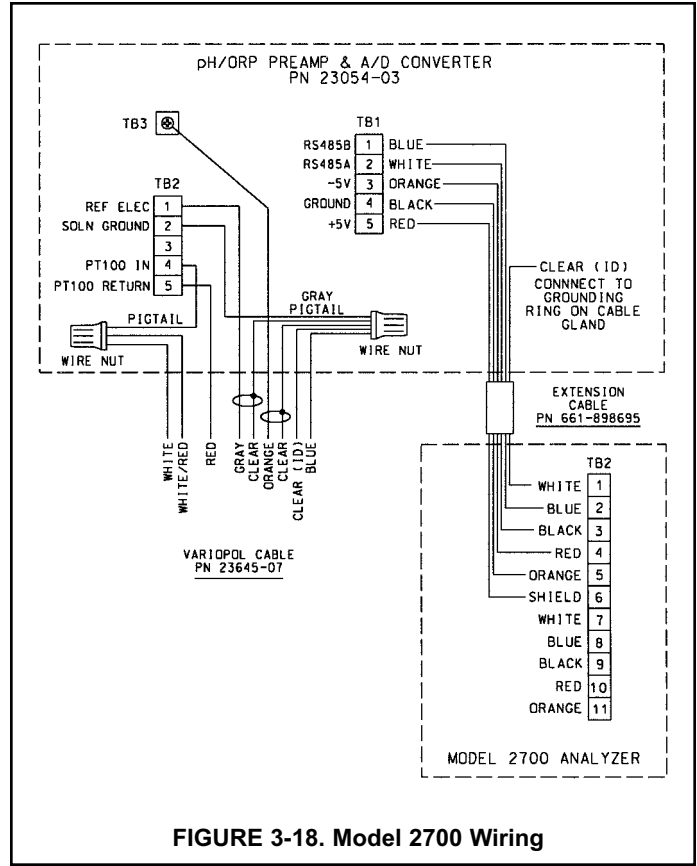 pH/ORP PREAMP & A/D CONVERTER
PN 23054-03
TB3
TB1
RS485B 1 BLUE
RS485A 2 WHITE
-5V 3 ORANGE
GROUND 4 BLACK
+5V 5 RED
TB2
REF ELEC 1
SOLN GROUND 2
3
PT100 IN 4
PT100 RETURN 5
PIGTAIL
WIRE NUT
GRAY
PIGTAIL
WIRE NUT
CLEAR (ID)
CONNNECT TO
GROUNDING
RING ON CABLE
GLAND
EXTENSION
CABLE
PN 661-898695
WHITE
WHITE/RED
RED
GRAY
CLEAR
ORANGE
CLEAR
CLEAR (ID)
BLUE
VARIOPOL CABLE
PN 23645-07
TB2
WHITE 1
BLUE 2
BLACK 3
RED 4
ORANGE 5
SHIELD 6
WHITE 7
BLUE 8
BLACK 9
RED 10
ORANGE 11
MODEL 2700 ANALYZER
FIGURE 3-18. Model 2700 Wiring